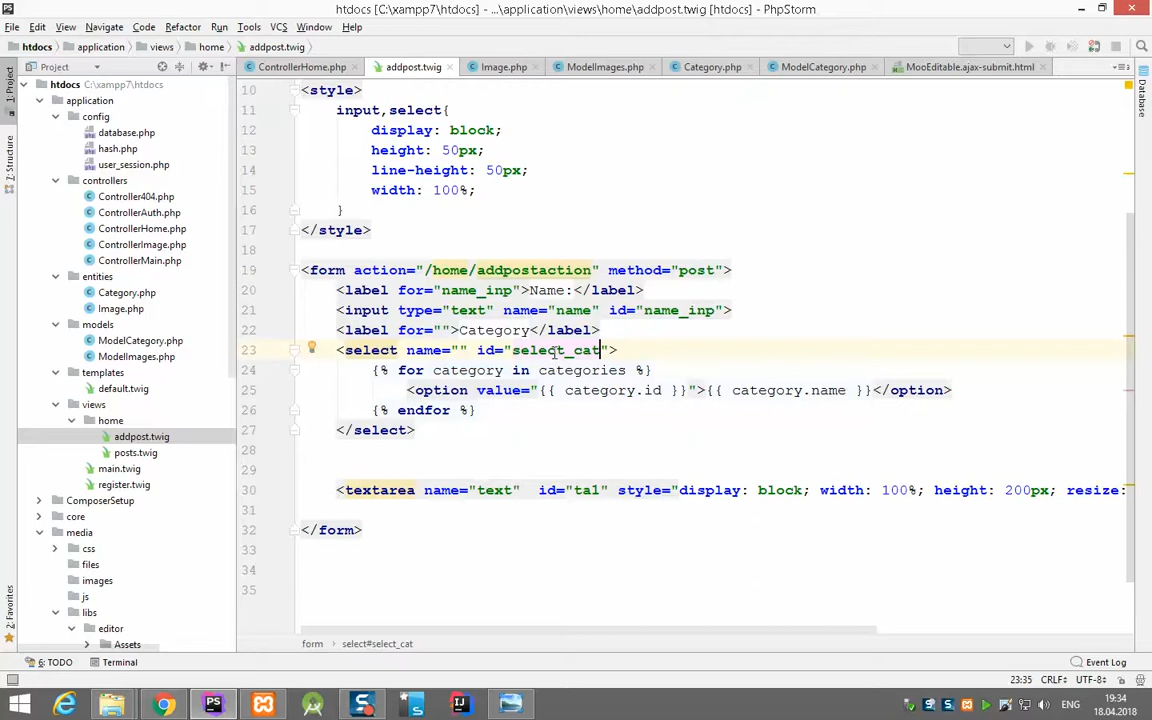 htdocs [C:\xampp7\htdocs] - ...\application\views\home\addpost.twig [htdocs] - PhpStorm
File Edit View Navigate Code Refactor Run Tools VCS Window Help
htdocs application views home addpost.twig
Project
ControllerHome.php addpost.twig Image.php ModelImages.php Category.php ModelCategory.php MooEditable.ajax-submit.html
1: Project
7: Structure
2: Favorites
Database
htdocs C:\xampp7\htdocs
application
config
database.php
hash.php
user_session.php
controllers
Controller404.php
ControllerAuth.php
ControllerHome.php
ControllerImage.php
ControllerMain.php
entities
Category.php
Image.php
models
ModelCategory.php
ModelImages.php
templates
default.twig
views
home
addpost.twig
posts.twig
main.twig
register.twig
ComposerSetup
core
media
css
files
images
js
libs
editor
Assets
10 <style>
11 input,select{
12 display: block;
13 height: 50px;
14 line-height: 50px;
15 width: 100%;
16 }
17 </style>
18
19 <form action="/home/addpostaction" method="post">
20 <label for="name_inp">Name:</label>
21 <input type="text" name="name" id="name_inp">
22 <label for="">Category</label>
23 <select name="" id="select_cat">
24 {% for category in categories %}
25 <option value="{{ category.id }}">{{ category.name }}</option>
26 {% endfor %}
27 </select>
28
29
30 <textarea name="text" id="ta1" style="display: block; width: 100%; height: 200px; resize:
31
32 </form>
33
34
35
form select#select_cat
6: TODO Terminal Event Log
23:35 CRLF÷ UTF-8÷
ENG 19:34
18.04.2018